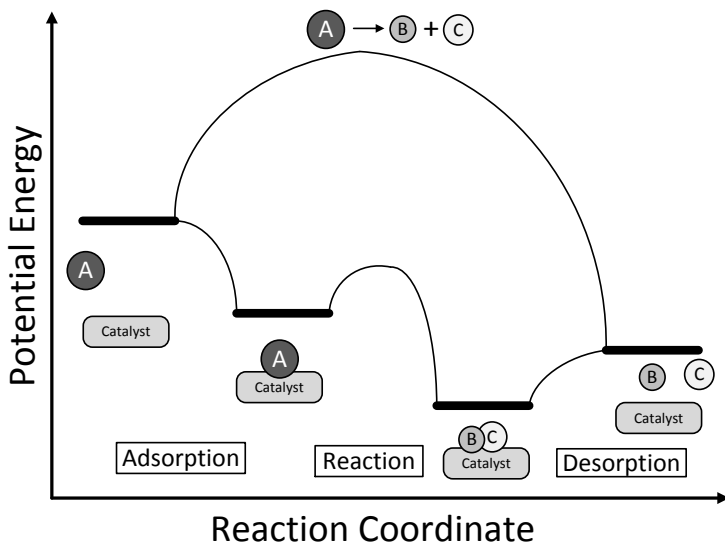 A → B + C
Potential Energy
A
Catalyst
A
Catalyst
B C
Catalyst
B C
Catalyst
Adsorption
Reaction
Desorption
Reaction Coordinate